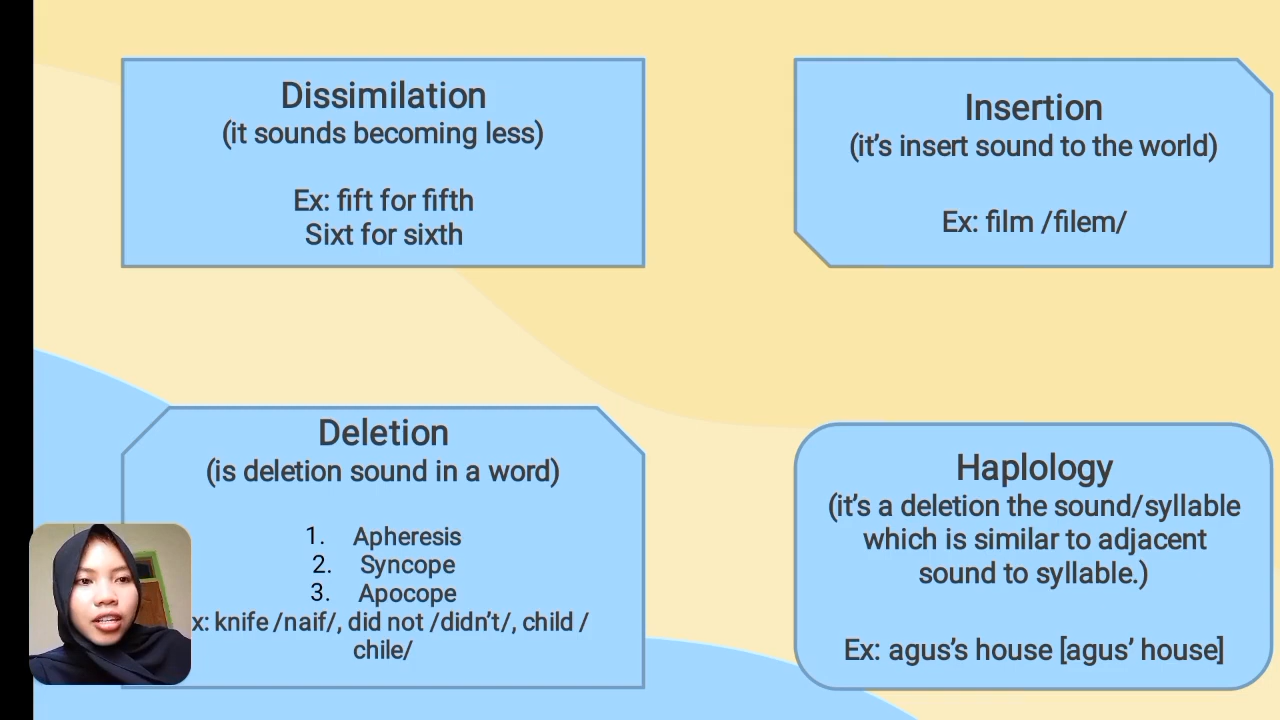 Dissimilation
(it sounds becoming less)
Ex: fift for fifth
Sixt for sixth
Insertion
(it's insert sound to the world)
Ex: film /filem/
Deletion
(is deletion sound in a word)
1. Apheresis
2. Syncope
3. Apocope
x: knife /naif/, did not /didn't/, child /
chile/
Haplology
(it's a deletion the sound/syllable
which is similar to adjacent
sound to syllable.)
Ex: agus's house [agus' house]